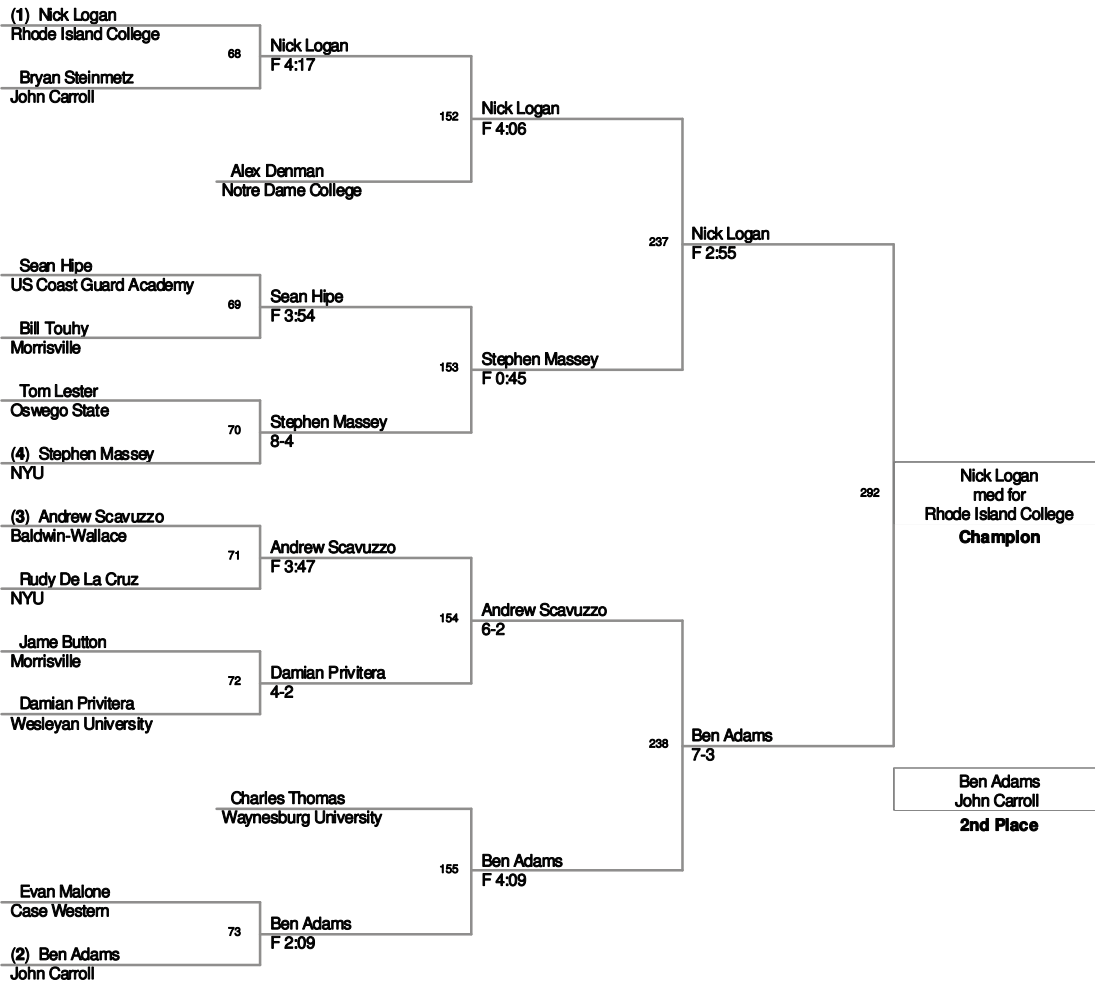 (1) Nick Logan
Rhode Island College
68
Nick Logan
F 4:17
Bryan Steinmetz
John Carroll
152
Nick Logan
F 4:06
Alex Denman
Notre Dame College
237
Nick Logan
F 2:55
Sean Hipe
US Coast Guard Academy
69
Sean Hipe
F 3:54
Bill Touhy
Morrisville
153
Stephen Massey
F 0:45
Tom Lester
Oswego State
70
Stephen Massey
8-4
(4) Stephen Massey
NYU
292
Nick Logan
med for
Rhode Island College
Champion
(3) Andrew Scavuzzo
Baldwin-Wallace
71
Andrew Scavuzzo
F 3:47
Rudy De La Cruz
NYU
154
Andrew Scavuzzo
6-2
Jame Button
Morrisville
72
Damian Privitera
4-2
Damian Privitera
Wesleyan University
238
Ben Adams
7-3
Ben Adams
John Carroll
2nd Place
Charles Thomas
Waynesburg University
155
Ben Adams
F 4:09
Evan Malone
Case Western
73
Ben Adams
F 2:09
(2) Ben Adams
John Carroll